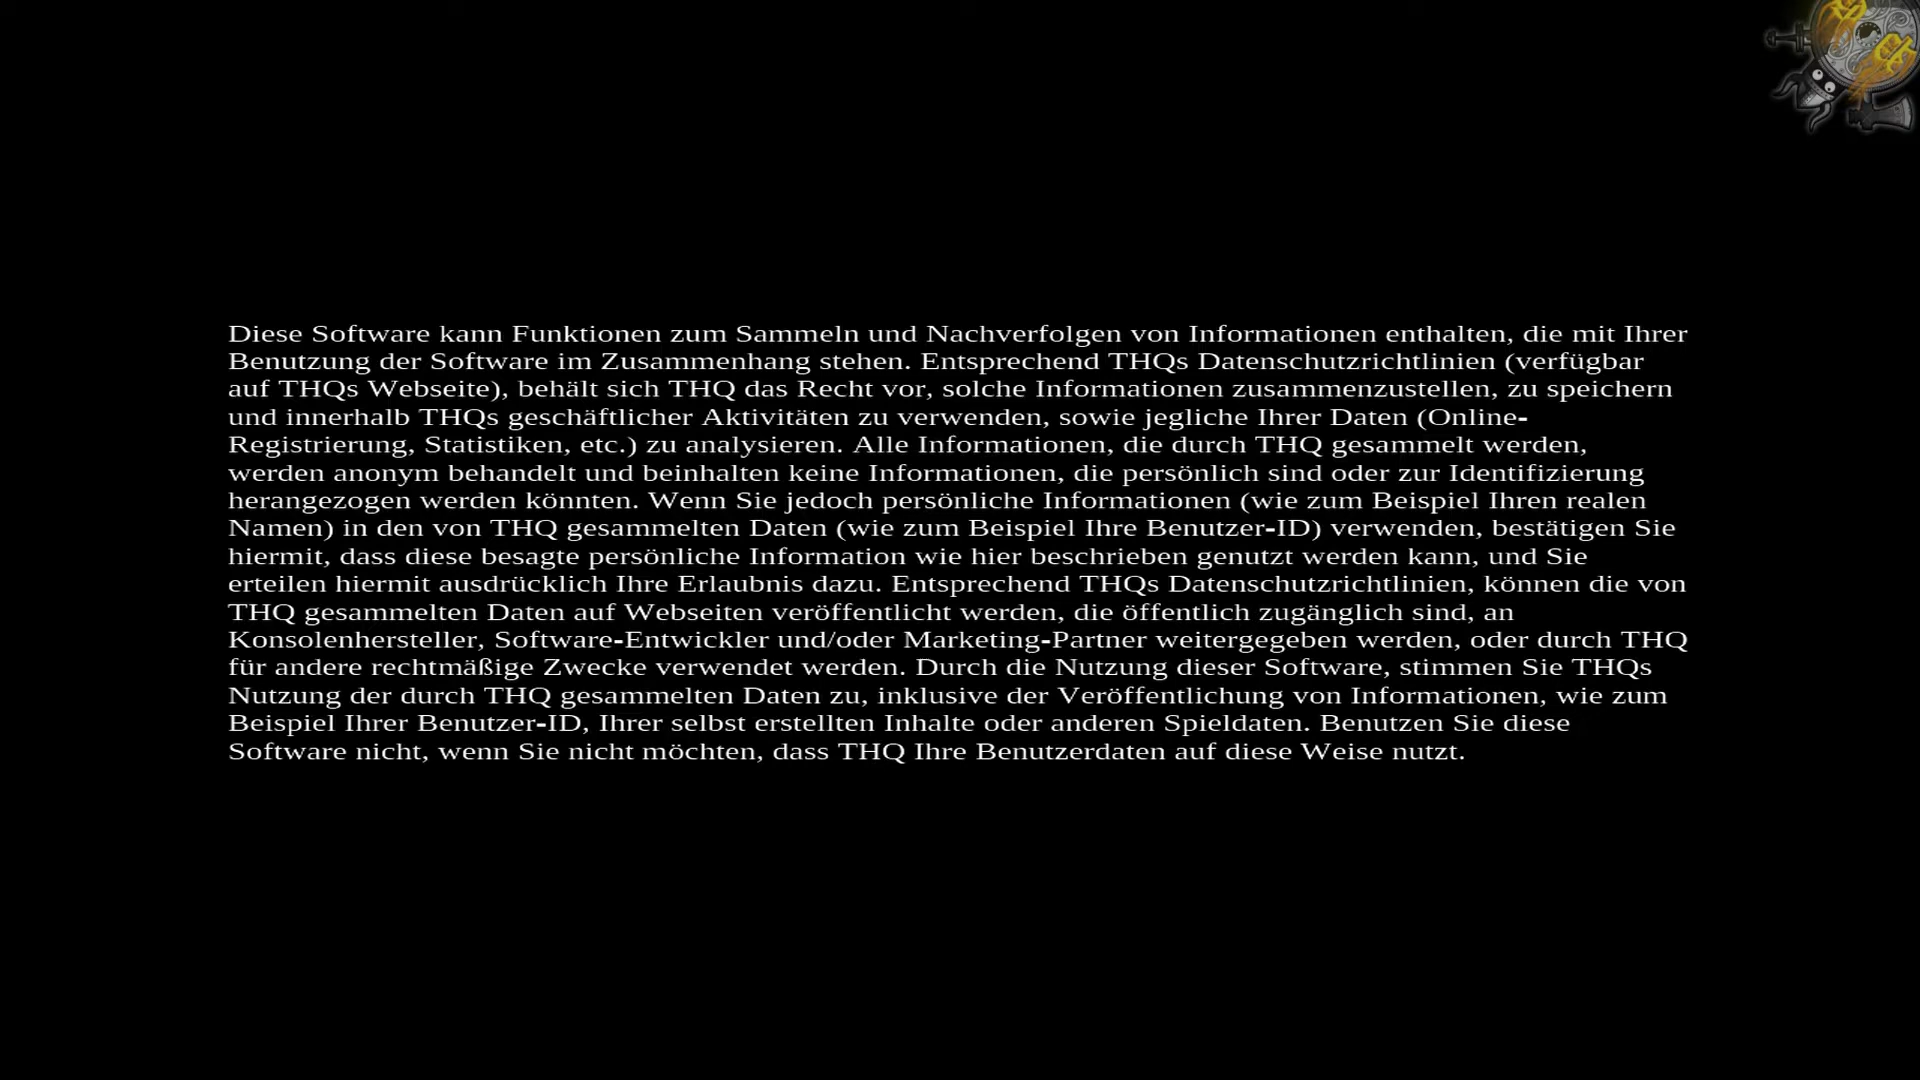 Diese Software kann Funktionen zum Sammeln und Nachverfolgen von Informationen enthalten, die mit Ihrer
Benutzung der Software im Zusammenhang stehen. Entsprechend THQs Datenschutzrichtlinien (verfügbar
auf THQs Webseite), behält sich THQ das Recht vor, solche Informationen zusammenzustellen, zu speichern
und innerhalb THQs geschäftlicher Aktivitäten zu verwenden, sowie jegliche Ihrer Daten (Online-
Registrierung, Statistiken, etc.) zu analysieren. Alle Informationen, die durch THQ gesammelt werden,
werden anonym behandelt und beinhalten keine Informationen, die persönlich sind oder zur Identifizierung
herangezogen werden könnten. Wenn Sie jedoch persönliche Informationen (wie zum Beispiel Ihren realen
Namen) in den von THQ gesammelten Daten (wie zum Beispiel Ihre Benutzer-ID) verwenden, bestätigen Sie
hiermit, dass diese besagte persönliche Information wie hier beschrieben genutzt werden kann, und Sie
erteilen hiermit ausdrücklich Ihre Erlaubnis dazu. Entsprechend THQs Datenschutzrichtlinien, können die von
THQ gesammelten Daten auf Webseiten veröffentlicht werden, die öffentlich zugänglich sind, an
Konsolenhersteller, Software-Entwickler und/oder Marketing-Partner weitergegeben werden, oder durch THQ
für andere rechtmäßige Zwecke verwendet werden. Durch die Nutzung dieser Software, stimmen Sie THQs
Nutzung der durch THQ gesammelten Daten zu, inklusive der Veröffentlichung von Informationen, wie zum
Beispiel Ihrer Benutzer-ID, Ihrer selbst erstellten Inhalte oder anderen Spieldaten. Benutzen Sie diese
Software nicht, wenn Sie nicht möchten, dass THQ Ihre Benutzerdaten auf diese Weise nutzt.